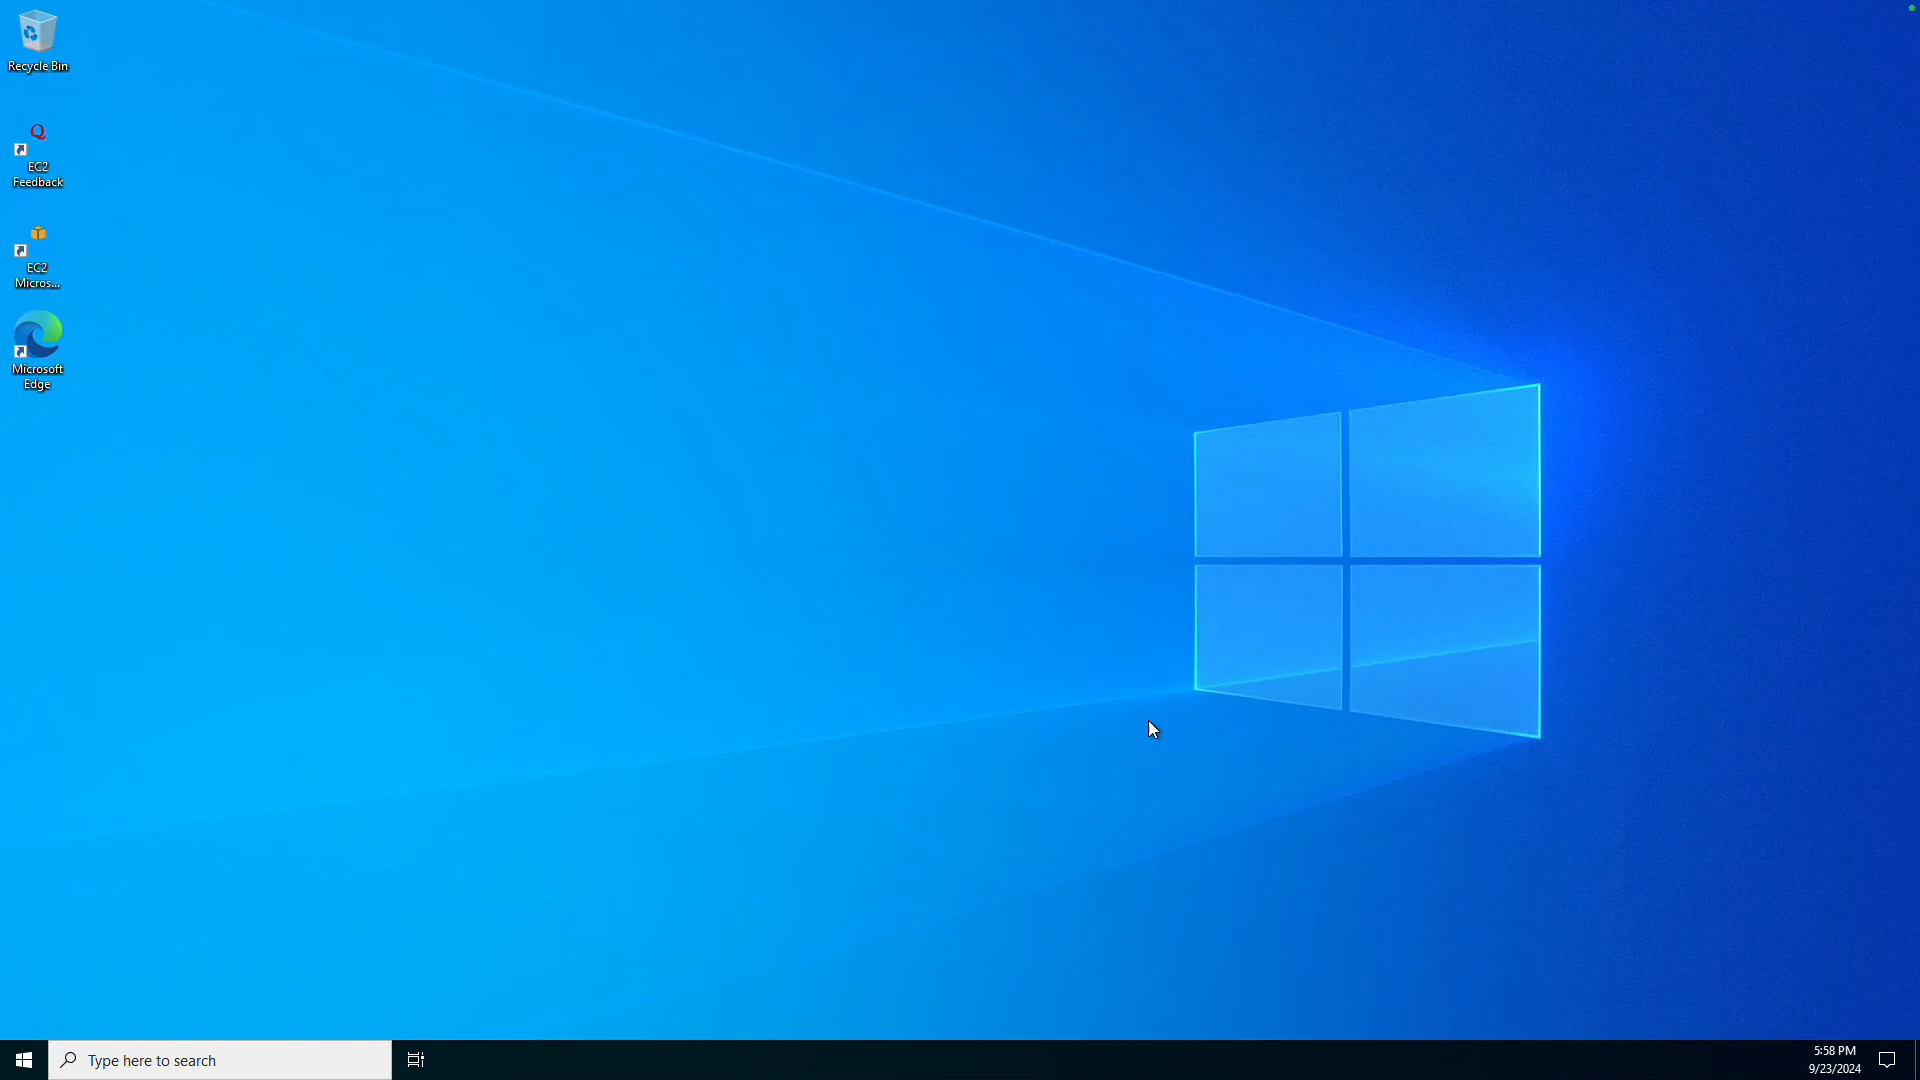 Recycle Bin
EC2
Feedback
EC2
Micros...
Microsoft
Edge
Type here to search
5:58 PM
9/23/2024